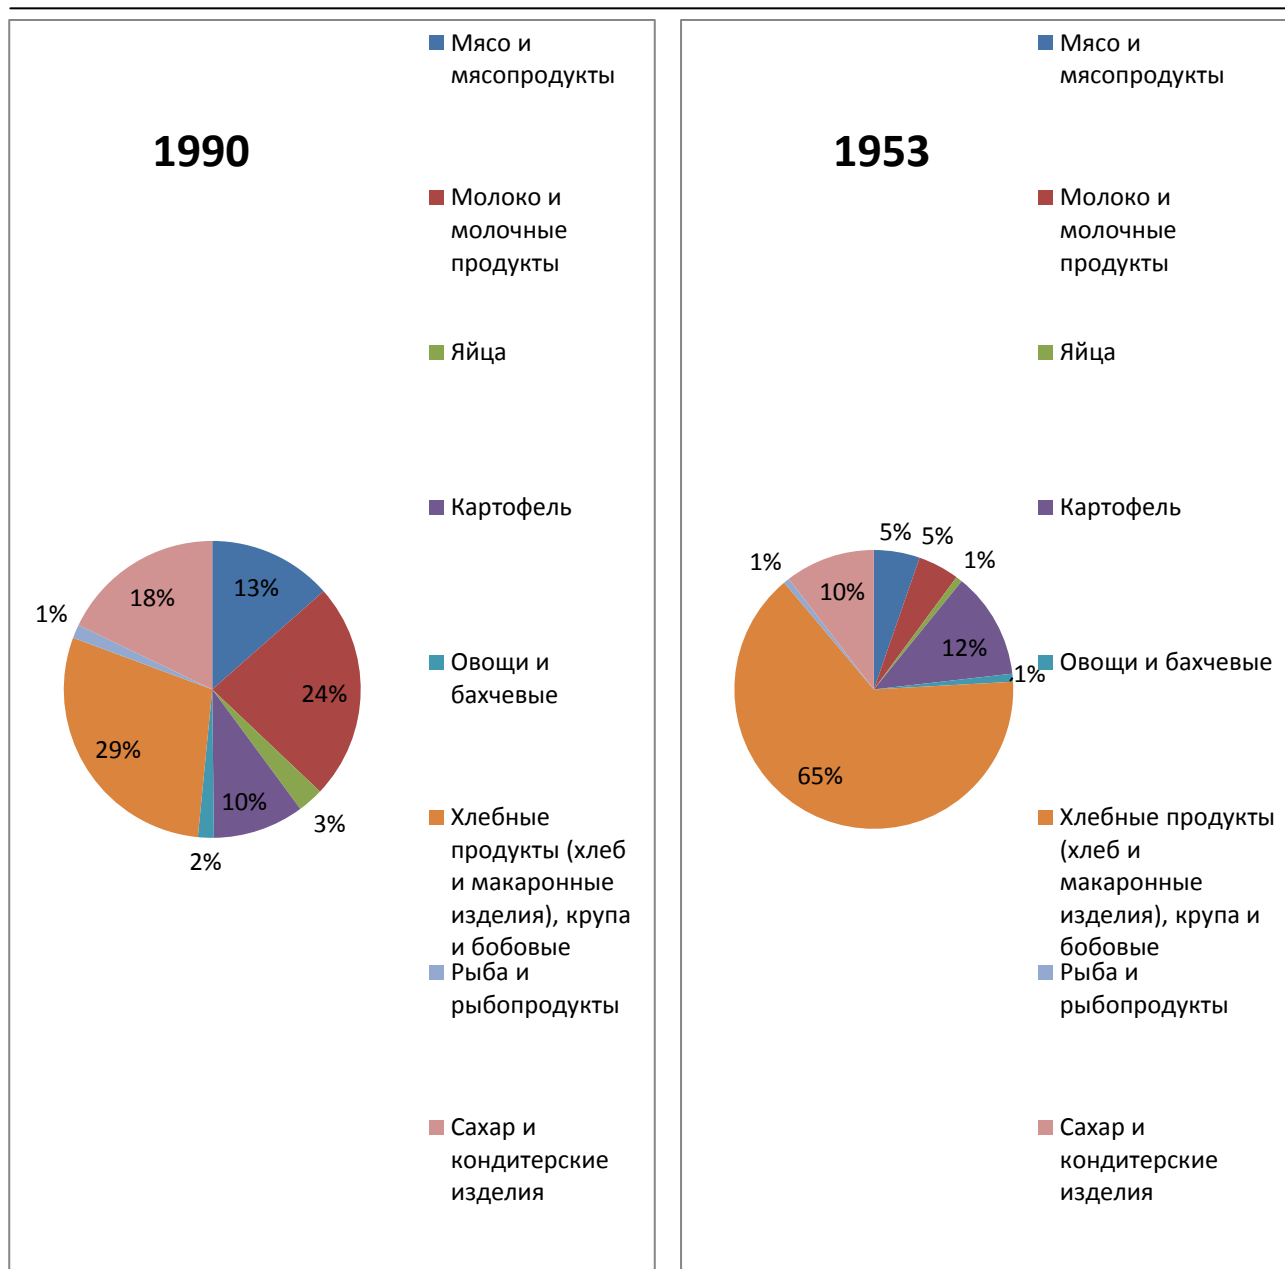 1990
13%
24%
3%
10%
2%
29%
1%
18%
Мясо и
мясопродукты
Молоко и
молочные
продукты
Яйца
Картофель
Овощи и
бахчевые
Хлебные
продукты (хлеб
и макаронные
изделия), крупа
и бобовые
Рыба и
рыбопродукты
Сахар и
кондитерские
изделия
1953
5%
5%
1%
12%
1%
65%
1%
10%
Мясо и
мясопродукты
Молоко и
молочные
продукты
Яйца
Картофель
Овощи и бахчевые
Хлебные продукты
(хлеб и
макаронные
изделия), крупа и
бобовые
Рыба и
рыбопродукты
Сахар и
кондитерские
изделия